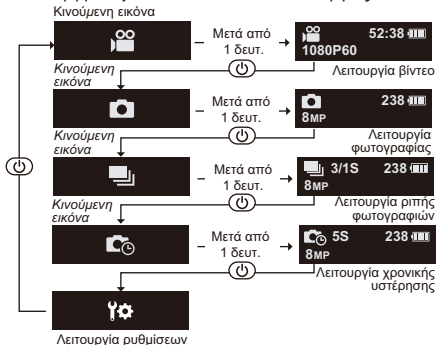 Κινούμενη εικόνα
Μετά από
1 δευτ.
52:38
1080P60
Λειτουργία βίντεο
Κινούμενη
εικόνα
Μετά από
1 δευτ.
238
8MP
Λειτουργία
φωτογραφίας
Κινούμενη
εικόνα
Μετά από
1 δευτ.
3/1S 238
8MP
Λειτουργία ριπής
φωτογραφιών
Κινούμενη
εικόνα
Μετά από
1 δευτ.
5S 238
8MP
Λειτουργία χρονικής
υστέρησης
Λειτουργία ρυθμίσεων